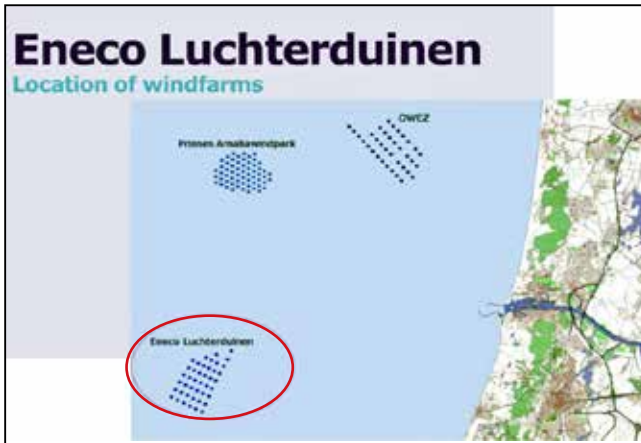 Eneco Luchterduinen
Location of windfarms
OWEZ
Prinses Amaliawindpark
Eneco Luchterduinen